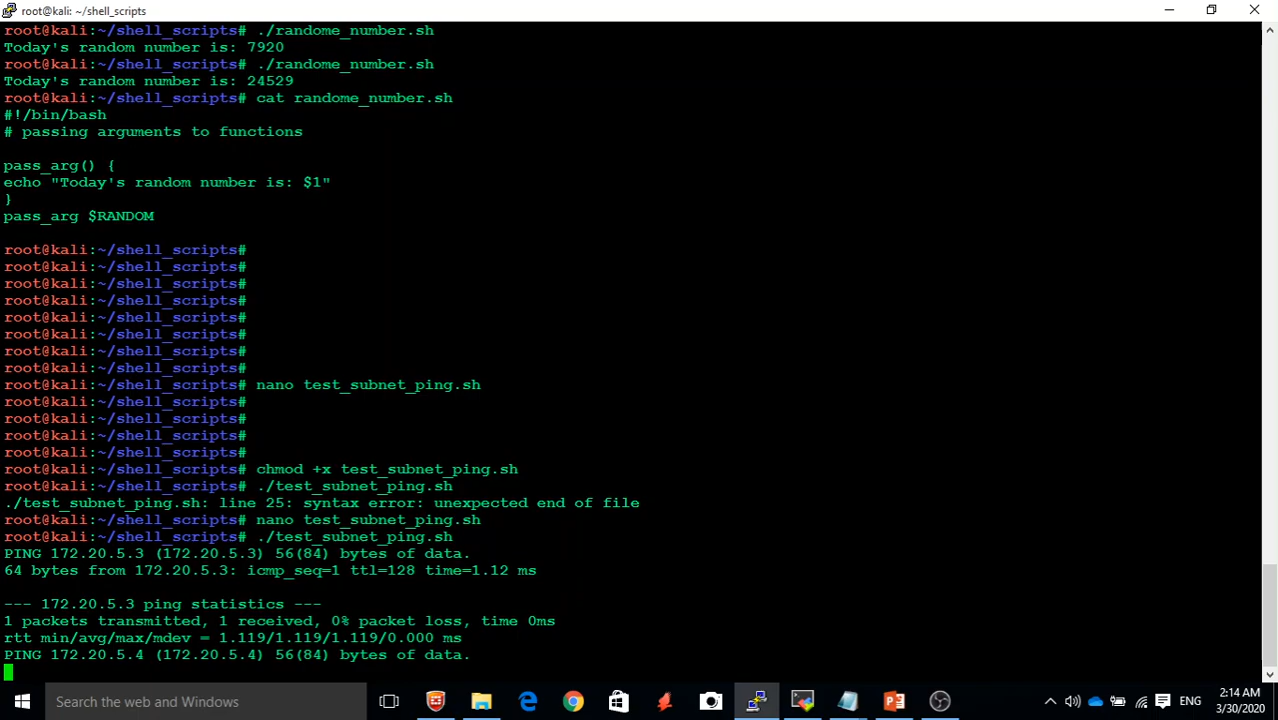 root@kali: ~/shell_scripts
root@kali:~/shell_scripts# ./randome_number.sh
Today's random number is: 7920
root@kali:~/shell_scripts# ./randome_number.sh
Today's random number is: 24529
root@kali:~/shell_scripts# cat randome_number.sh
#!/bin/bash
# passing arguments to functions
pass_arg() {
echo "Today's random number is: $1"
}
pass_arg $RANDOM
root@kali:~/shell_scripts#
root@kali:~/shell_scripts#
root@kali:~/shell_scripts#
root@kali:~/shell_scripts#
root@kali:~/shell_scripts#
root@kali:~/shell_scripts#
root@kali:~/shell_scripts#
root@kali:~/shell_scripts#
root@kali:~/shell_scripts# nano test_subnet_ping.sh
root@kali:~/shell_scripts#
root@kali:~/shell_scripts#
root@kali:~/shell_scripts#
root@kali:~/shell_scripts#
root@kali:~/shell_scripts# chmod +x test_subnet_ping.sh
root@kali:~/shell_scripts# ./test_subnet_ping.sh
./test_subnet_ping.sh: line 25: syntax error: unexpected end of file
root@kali:~/shell_scripts# nano test_subnet_ping.sh
root@kali:~/shell_scripts# ./test_subnet_ping.sh
PING 172.20.5.3 (172.20.5.3) 56(84) bytes of data.
64 bytes from 172.20.5.3: icmp_seq=1 ttl=128 time=1.12 ms
--- 172.20.5.3 ping statistics ---
1 packets transmitted, 1 received, 0% packet loss, time 0ms
rtt min/avg/max/mdev = 1.119/1.119/1.119/0.000 ms
PING 172.20.5.4 (172.20.5.4) 56(84) bytes of data.
Search the web and Windows
ENG
2:14 AM
3/30/2020